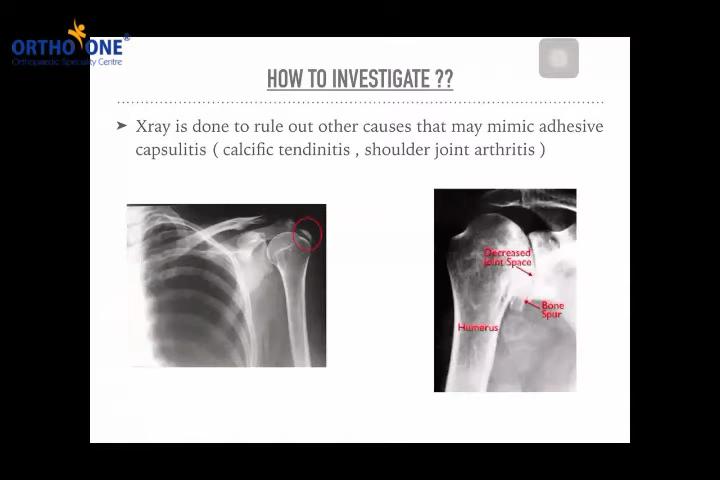 ORTHO ONE®
Orthopaedic Speciality Centre
HOW TO INVESTIGATE ??
➤ Xray is done to rule out other causes that may mimic adhesive
capsulitis ( calcific tendinitis , shoulder joint arthritis )
Decreased
Joint Space
Bone
Spur
Humerus